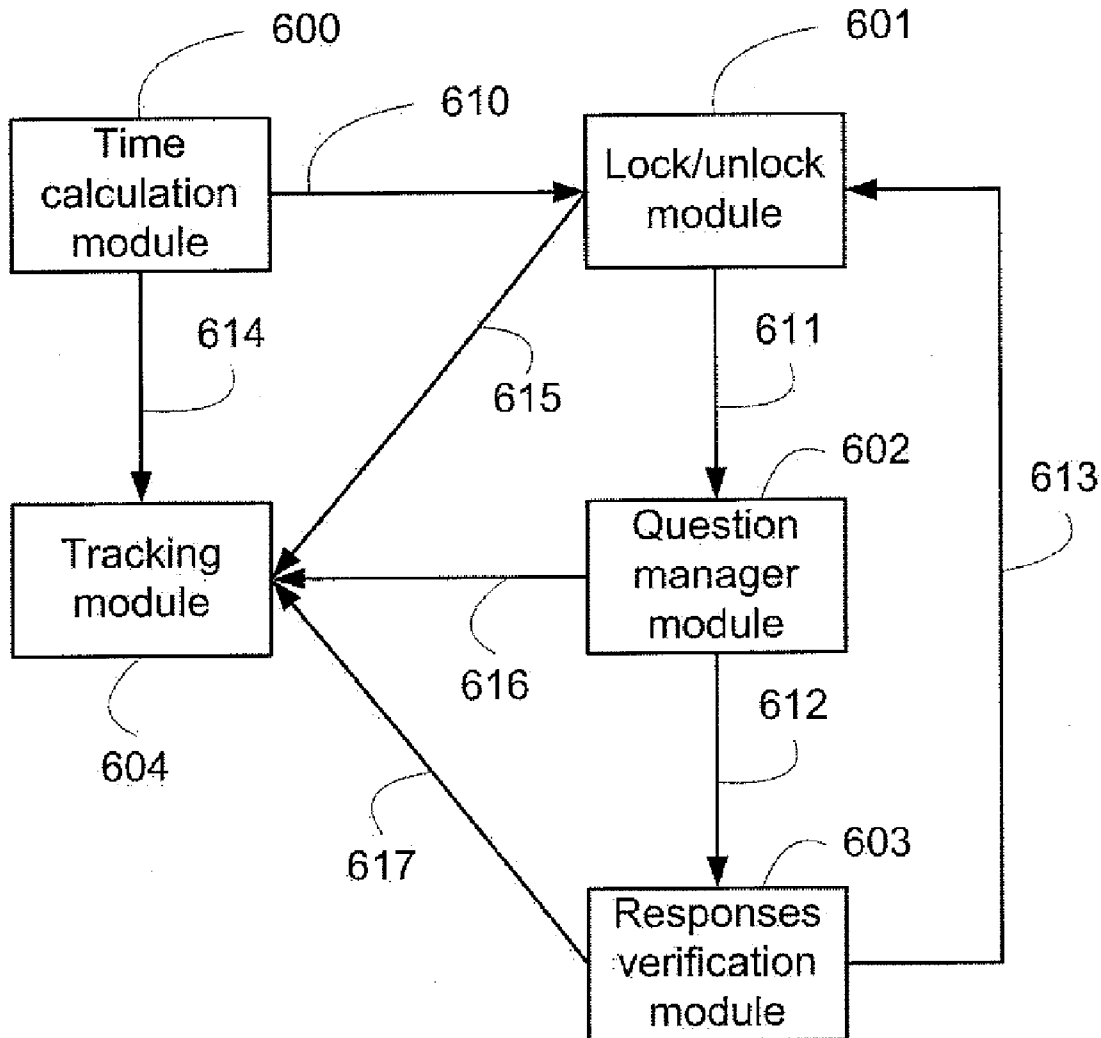 600
601
610
Time
calculation
module
Lock/unlock
module
614
615
611
602
613
Tracking
module
Question
manager
module
616
612
604
617
603
Responses
verification
module